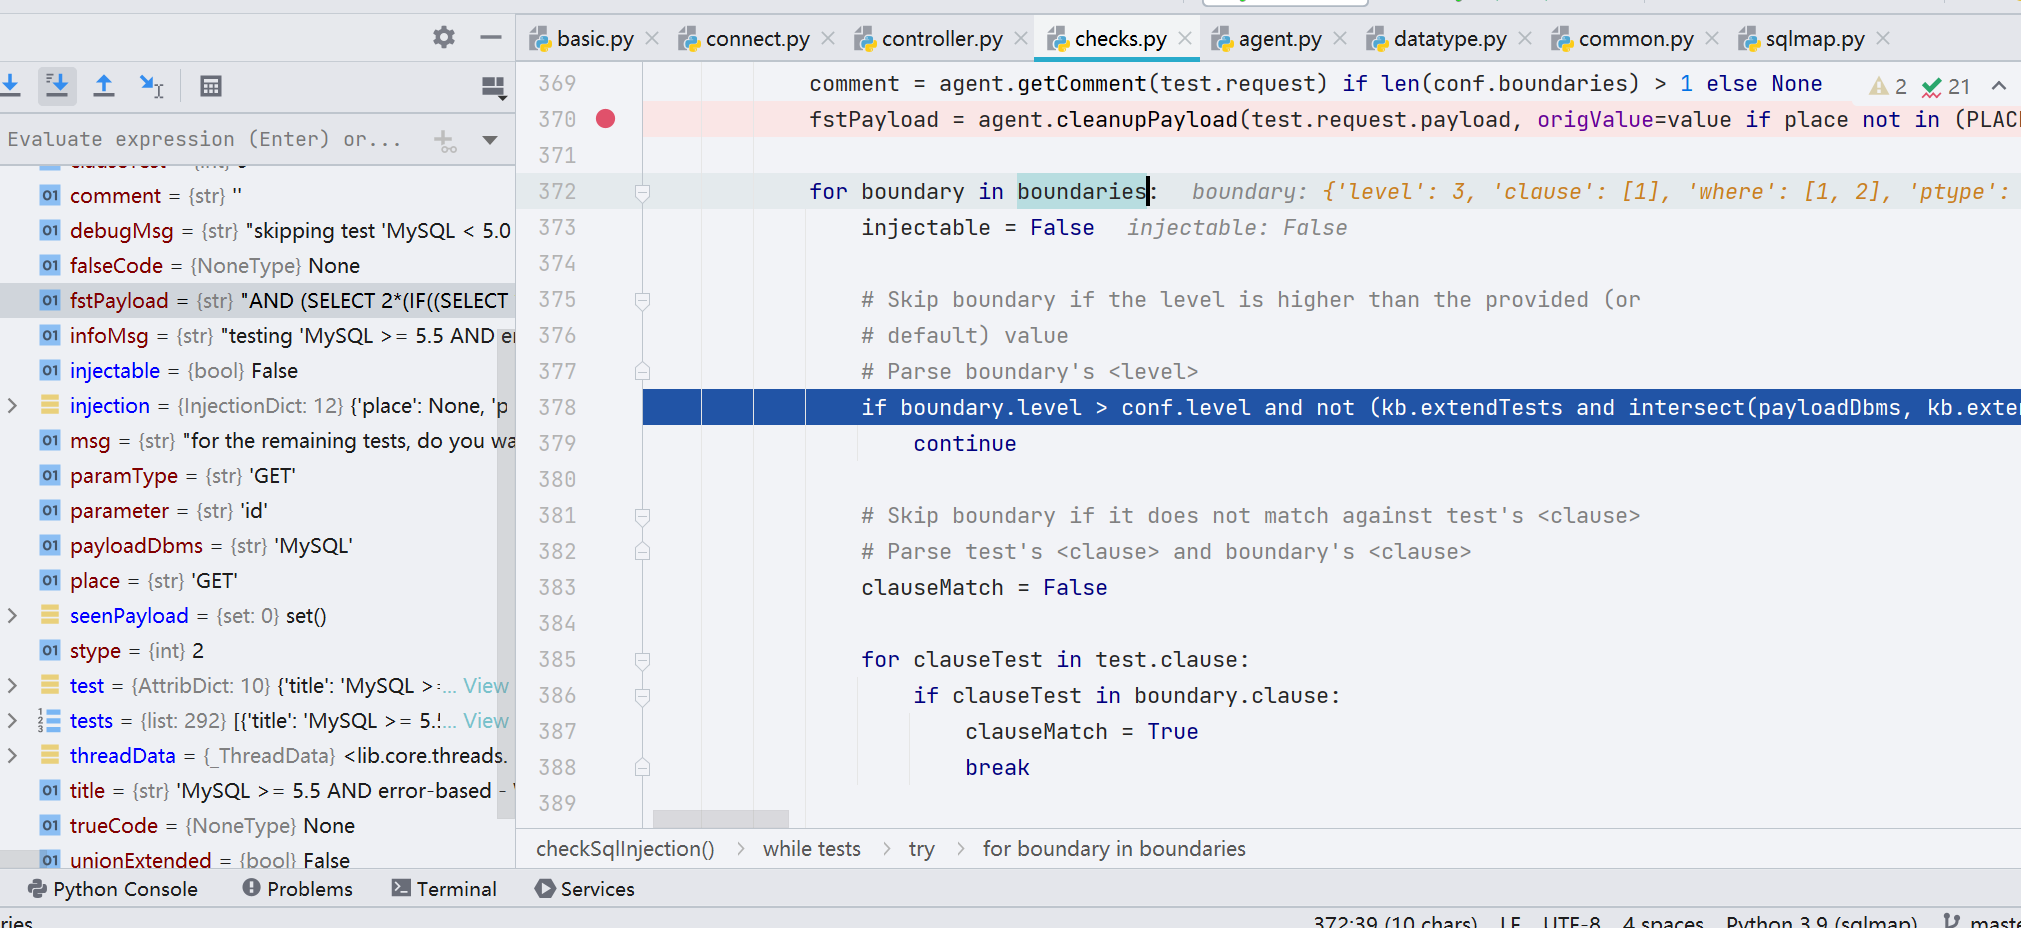 basic.py connect.py controller.py checks.py agent.py datatype.py common.py sqlmap.py
Evaluate expression (Enter) or...
comment = {str} ''
debugMsg = {str} "skipping test 'MySQL < 5.0
falseCode = {NoneType} None
fstPayload = {str} "AND (SELECT 2*(IF((SELECT
infoMsg = {str} "testing 'MySQL >= 5.5 AND er
injectable = {bool} False
injection = {InjectionDict: 12} {'place': None, 'p
msg = {str} "for the remaining tests, do you wa
paramType = {str} 'GET'
parameter = {str} 'id'
payloadDbms = {str} 'MySQL'
place = {str} 'GET'
seenPayload = {set: 0} set()
stype = {int} 2
test = {AttribDict: 10} {'title': 'MySQL >=... View
tests = {list: 292} [{'title': 'MySQL >= 5.!... View
threadData = {_ThreadData} <lib.core.threads.
title = {str} 'MySQL >= 5.5 AND error-based -
trueCode = {NoneType} None
unionExtended = {bool} False
369 comment = agent.getComment(test.request) if len(conf.boundaries) > 1 else None 2 21
370 fstPayload = agent.cleanupPayload(test.request.payload, origValue=value if place not in (PLAC
371
372 for boundary in boundaries: boundary: {'level': 3, 'clause': [1], 'where': [1, 2], 'ptype':
373 injectable = False injectable: False
374
375 # Skip boundary if the level is higher than the provided (or
376 # default) value
377 # Parse boundary's <level>
378 if boundary.level > conf.level and not (kb.extendTests and intersect(payloadDbms, kb.exte
379 continue
380
381 # Skip boundary if it does not match against test's <clause>
382 # Parse test's <clause> and boundary's <clause>
383 clauseMatch = False
384
385 for clauseTest in test.clause:
386 if clauseTest in boundary.clause:
387 clauseMatch = True
388 break
389
checkSqlInjection() > while tests > try > for boundary in boundaries
Python Console Problems Terminal Services
ries 372:39 (10 chars) LF UTF-8 4 spaces Python 3.9 (sqlmap) maste